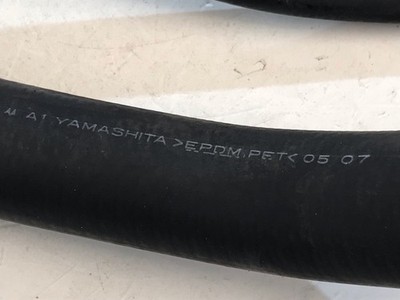 A1 YAMASHITA >EPDM PET< 05 07